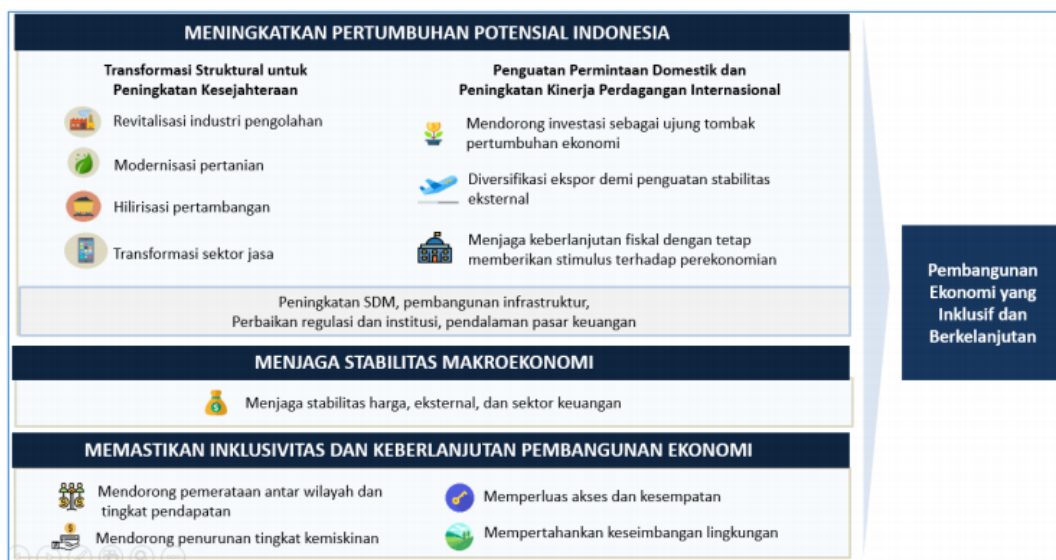 MENINGKATKAN PERTUMBUHAN POTENSIAL INDONESIA
Transformasi Struktural untuk
Peningkatan Kesejahteraan
Revitalisasi industri pengolahan
Modernisasi pertanian
Hilirisasi pertambangan
Transformasi sektor jasa
Penguatan Permintaan Domestik dan
Peningkatan Kinerja Perdagangan Internasional
Mendorong investasi sebagai ujung tombak
pertumbuhan ekonomi
Diversifikasi ekspor demi penguatan stabilitas
eksternal
Menjaga keberlanjutan fiskal dengan tetap
memberikan stimulus terhadap perekonomian
Peningkatan SDM, pembangunan infrastruktur,
Perbaikan regulasi dan institusi, pendalaman pasar keuangan
MENJAGA STABILITAS MAKROEKONOMI
Menjaga stabilitas harga, eksternal, dan sektor keuangan
MEMASTIKAN INKLUSIVITAS DAN KEBERLANJUTAN PEMBANGUNAN EKONOMI
Mendorong pemerataan antar wilayah dan
tingkat pendapatan
Mendorong penurunan tingkat kemiskinan
Memperluas akses dan kesempatan
Mempertahankan keseimbangan lingkungan
Pembangunan
Ekonomi yang
Inklusif dan
Berkelanjutan